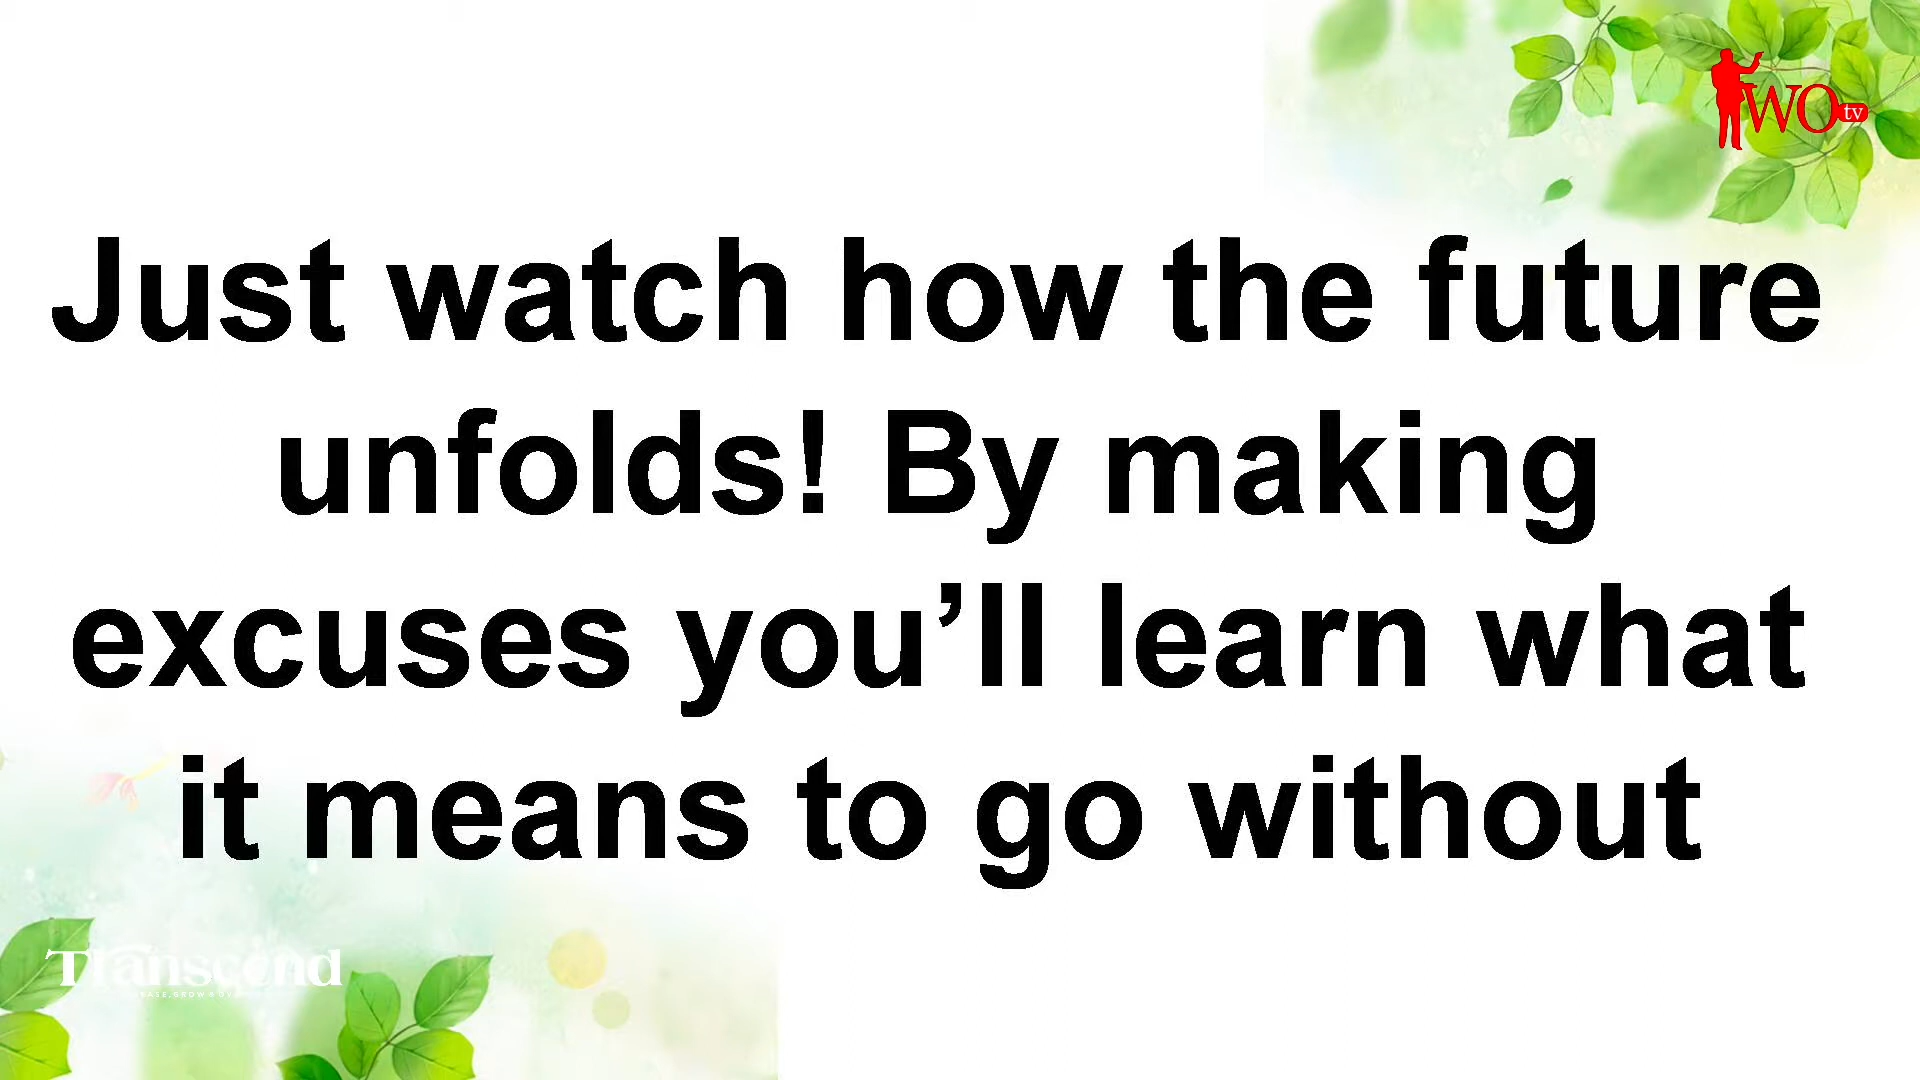 WO tv
Just watch how the future
unfolds! By making
excuses you’ll learn what
it means to go without
Transcend